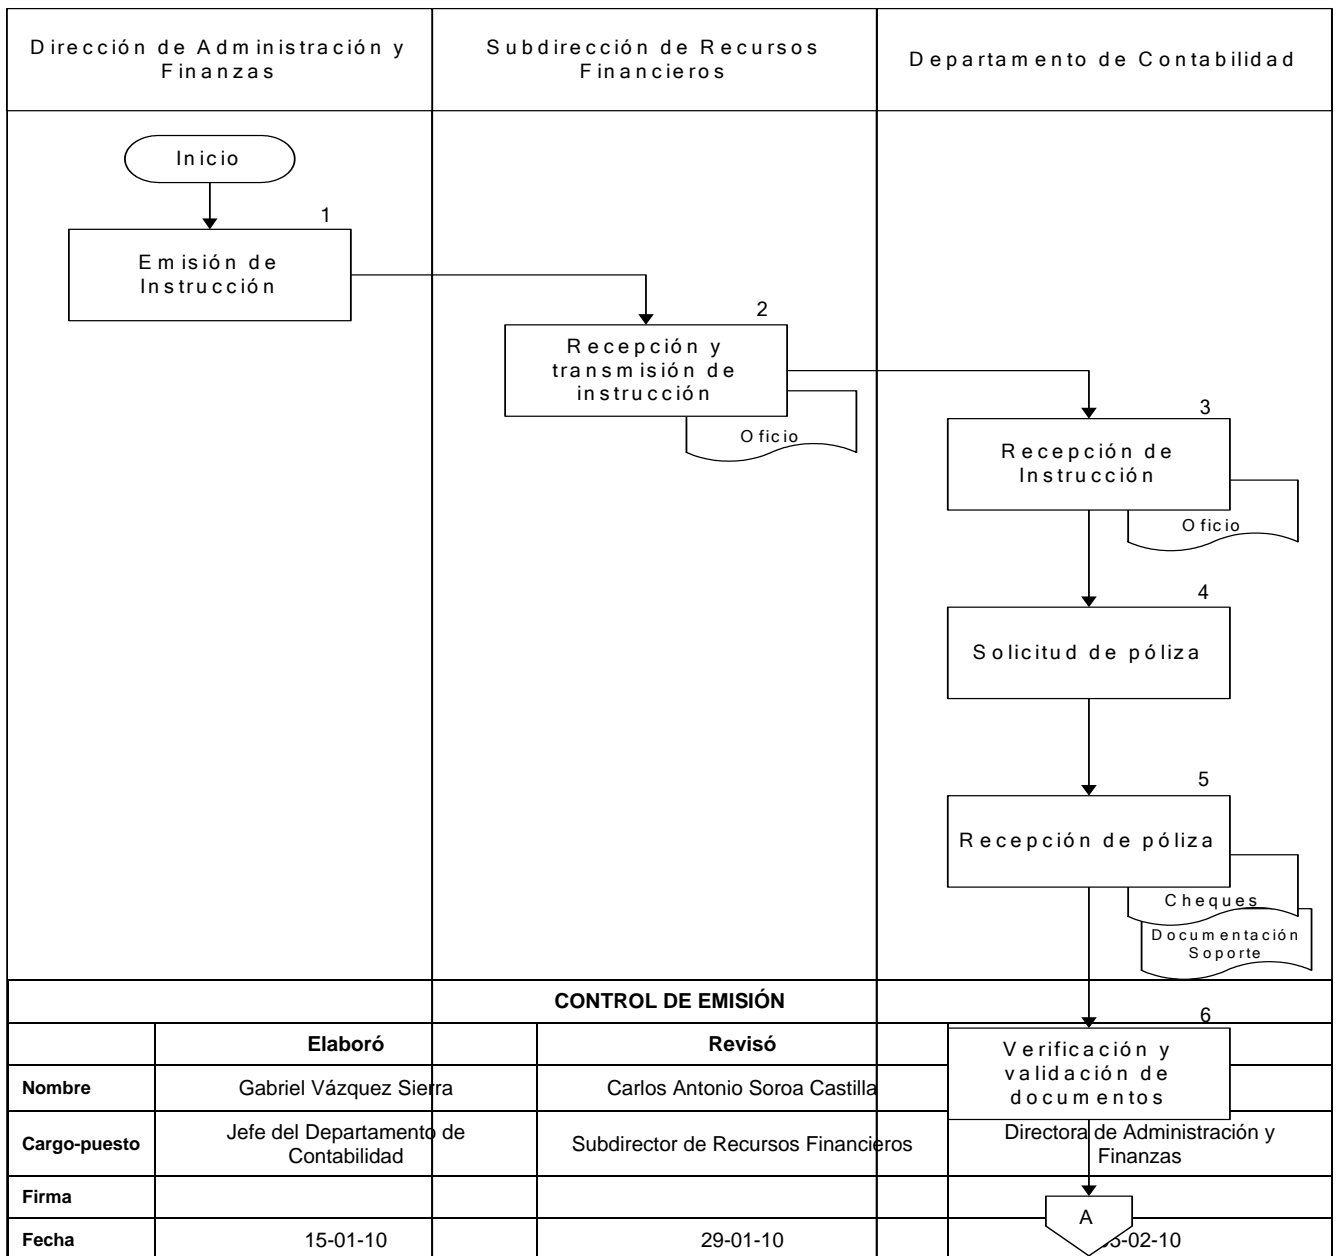 Dirección de Administración y
Finanzas
Subdirección de Recursos
Financieros
Departamento de Contabilidad
Inicio
1
Emisión de
Instrucción
2
Recepción y
transmisión de
instrucción
Oficio
3
Recepción de
Instrucción
Oficio
4
Solicitud de póliza
5
Recepción de póliza
Cheques
Documentación
Soporte
CONTROL DE EMISIÓN
6
Elaboró
Revisó
Verificación y
validación de
documentos
Nombre
Gabriel Vázquez Sierra
Carlos Antonio Soroa Castilla
Cargo-puesto
Jefe del Departamento de
Contabilidad
Subdirector de Recursos Financieros
Directora de Administración y
Finanzas
Firma
A
Fecha
15-01-10
29-01-10
5-02-10